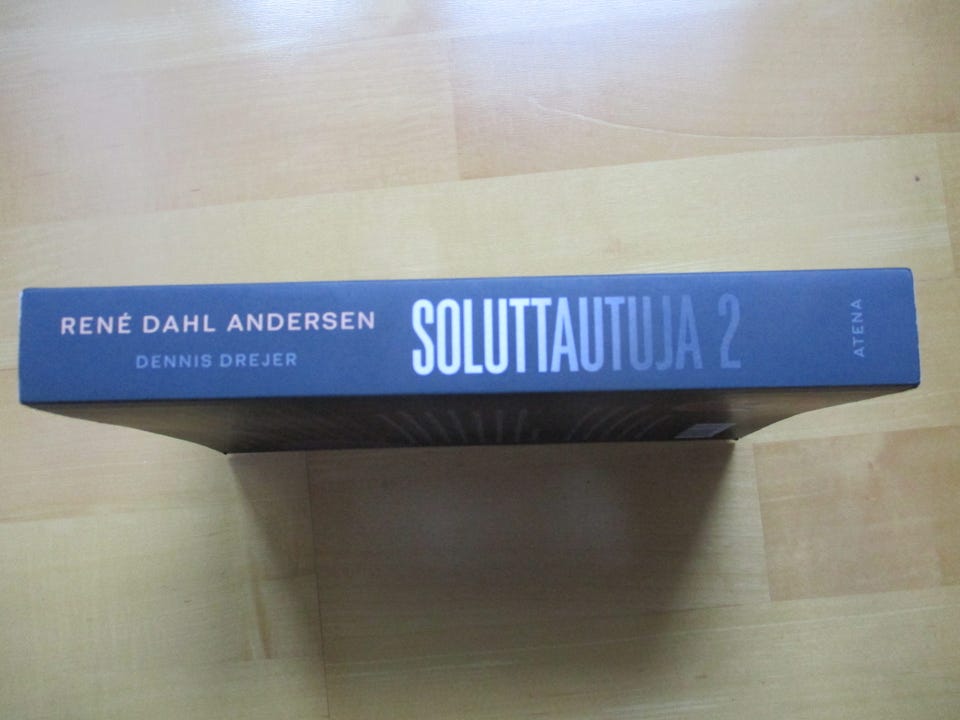 RENÉ DAHL ANDERSEN
DENNIS DREJER
SOLUTTAUTUJA 2
ATENA